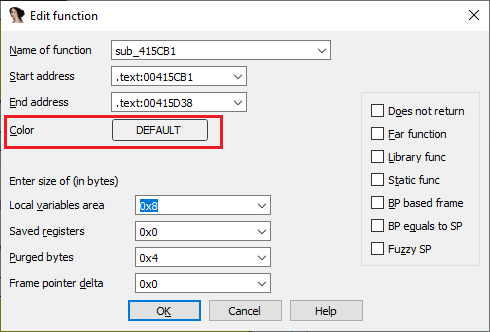 Edit function
Name of function sub_415CB1
Start address .text:00415CB1
End address .text:00415D38
Color DEFAULT
Does not return
Far function
Library func
Static func
BP based frame
BP equals to SP
Fuzzy SP
Enter size of (in bytes)
Local variables area 0x8
Saved registers 0x0
Purged bytes 0x4
Frame pointer delta 0x0
OK Cancel Help